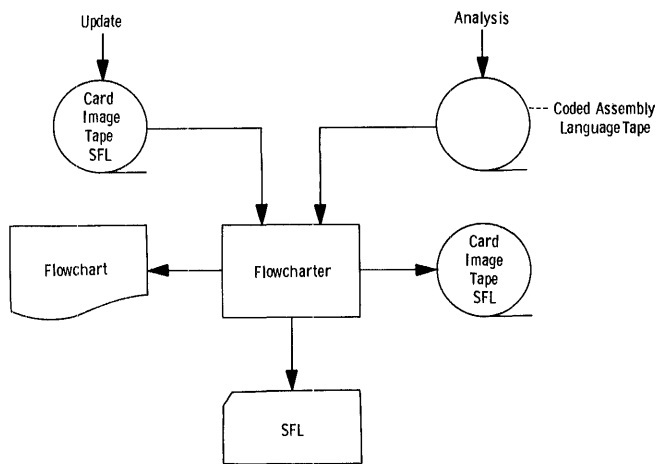 Update
Analysis
Card
Image
Tape
SFL
Coded Assembly
Language Tape
Flowchart
Flowcharter
Card
Image
Tape
SFL
SFL